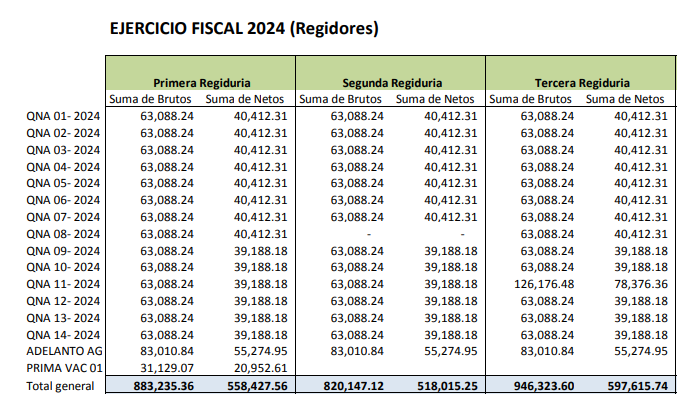 EJERCICIO FISCAL 2024 (Regidores)
Primera Regiduria Segunda Regiduria Tercera Regiduria
Suma de Brutos Suma de Netos Suma de Brutos Suma de Netos Suma de Brutos Suma de Netos
QNA 01- 2024 63,088.24 40,412.31 63,088.24 40,412.31 63,088.24 40,412.31
QNA 02- 2024 63,088.24 40,412.31 63,088.24 40,412.31 63,088.24 40,412.31
QNA 03- 2024 63,088.24 40,412.31 63,088.24 40,412.31 63,088.24 40,412.31
QNA 04- 2024 63,088.24 40,412.31 63,088.24 40,412.31 63,088.24 40,412.31
QNA 05- 2024 63,088.24 40,412.31 63,088.24 40,412.31 63,088.24 40,412.31
QNA 06- 2024 63,088.24 40,412.31 63,088.24 40,412.31 63,088.24 40,412.31
QNA 07- 2024 63,088.24 40,412.31 63,088.24 40,412.31 63,088.24 40,412.31
QNA 08- 2024 63,088.24 40,412.31 - - 63,088.24 40,412.31
QNA 09- 2024 63,088.24 39,188.18 63,088.24 39,188.18 63,088.24 39,188.18
QNA 10- 2024 63,088.24 39,188.18 63,088.24 39,188.18 63,088.24 39,188.18
QNA 11- 2024 63,088.24 39,188.18 63,088.24 39,188.18 126,176.48 78,376.36
QNA 12- 2024 63,088.24 39,188.18 63,088.24 39,188.18 63,088.24 39,188.18
QNA 13- 2024 63,088.24 39,188.18 63,088.24 39,188.18 63,088.24 39,188.18
QNA 14- 2024 63,088.24 39,188.18 63,088.24 39,188.18 63,088.24 39,188.18
ADELANTO AG 83,010.84 55,274.95 83,010.84 55,274.95 83,010.84 55,274.95
PRIMA VAC 01 31,129.07 20,952.61
Total general 883,235.36 558,427.56 820,147.12 518,015.25 946,323.60 597,615.74